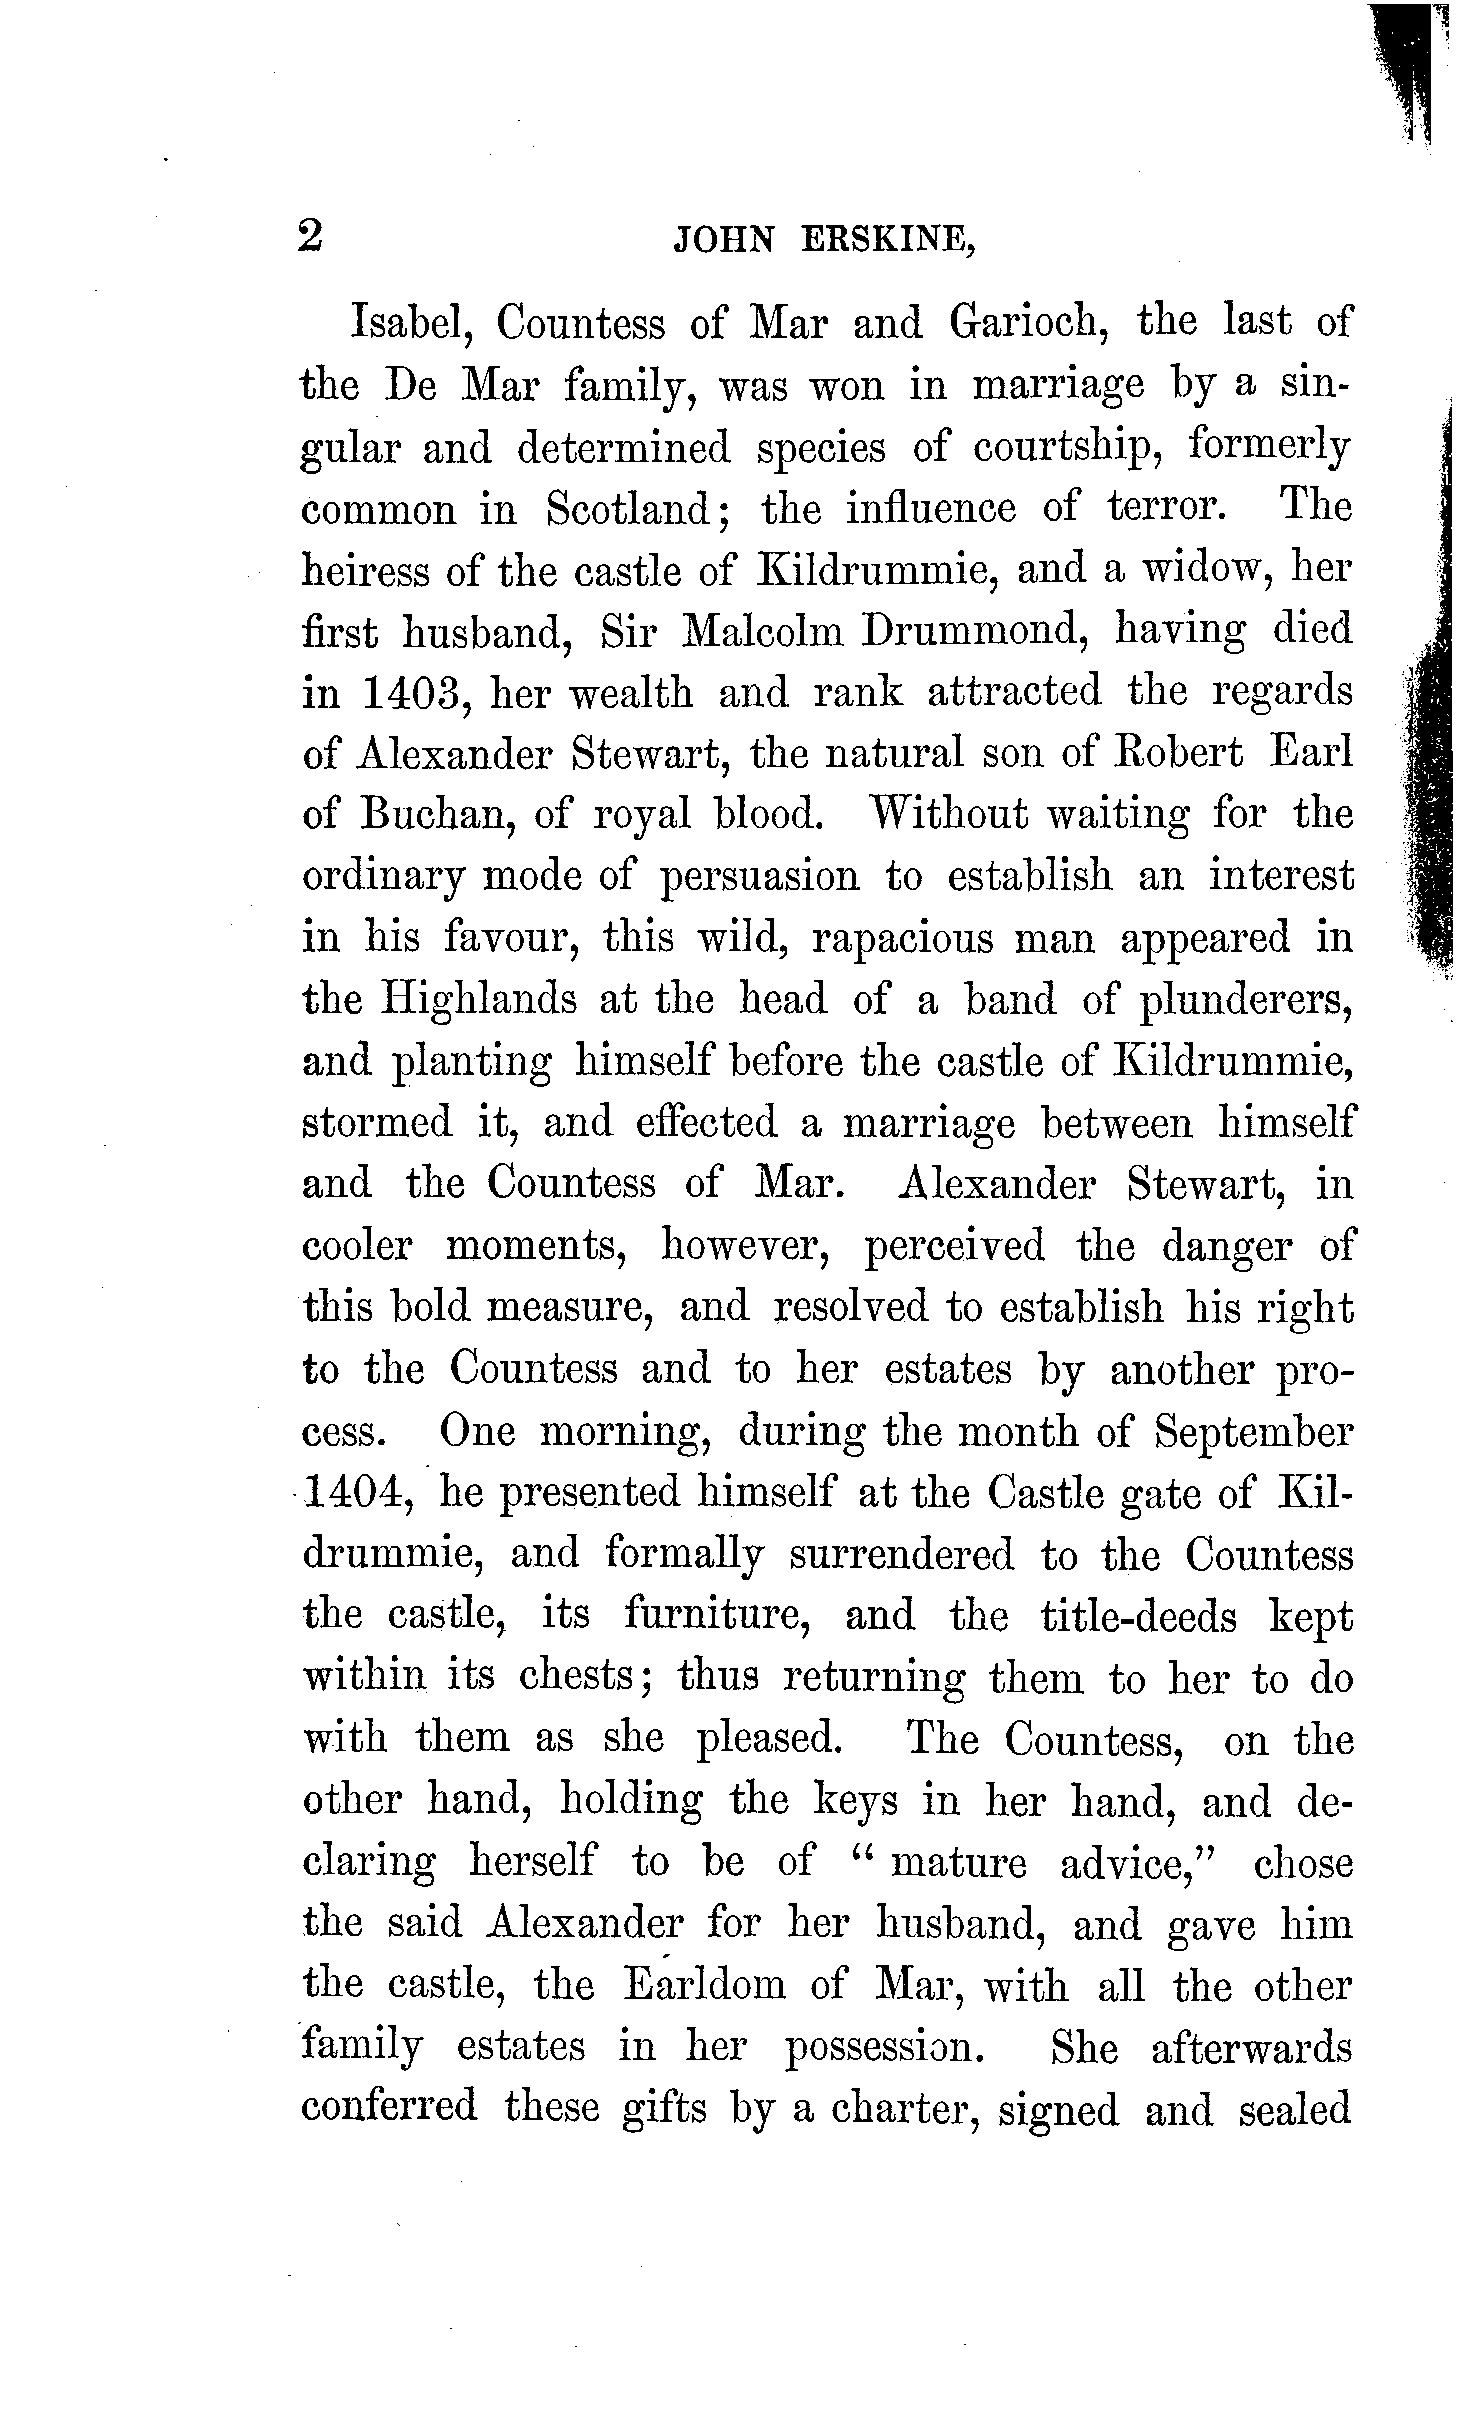 2 JOHN ERSKINE,
Isabel, Countess of Mar and Garioch, the last of
the De Mar family, was won in marriage by a sin-
gular and determined species of courtship, formerly
common in Scotland; the influence of terror. The
heiress of the castle of Kildrummie, and a widow, her
first husband, Sir Malcolm Drummond, having died
in 1403, her wealth and rank attracted the regards
of Alexander Stewart, the natural son of Robert Earl
of Buchan, of royal blood. Without waiting for the
ordinary mode of persuasion to establish an interest
in his favour, this wild, rapacious man appeared in
the Highlands at the head of a band of plunderers,
and planting himself before the castle of Kildrummie,
stormed it, and effected a marriage between himself
and the Countess of Mar. Alexander Stewart, in
cooler moments, however, perceived the danger of
this bold measure, and resolved to establish his right
to the Countess and to her estates by another pro-
cess. One morning, during the month of September
1404, he presented himself at the Castle gate of Kil-
drummie, and formally surrendered to the Countess
the castle, its furniture, and the title-deeds kept
within its chests; thus returning them to her to do
with them as she pleased. The Countess, on the
other hand, holding the keys in her hand, and de-
claring herself to be of " mature advice," chose
the said Alexander for her husband, and gave him
the castle, the Earldom of Mar, with all the other
family estates in her possession. She afterwards
conferred these gifts by a charter, signed and sealed